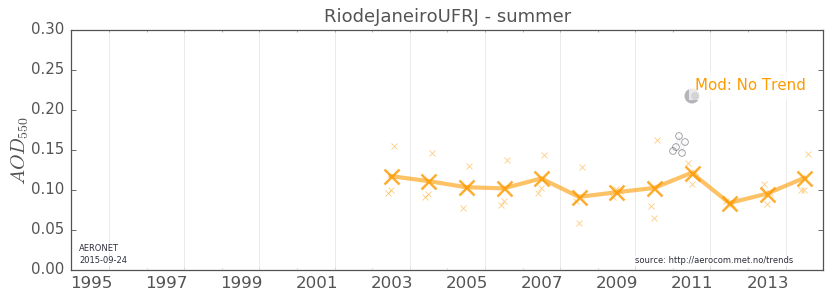 RiodeJaneiroUFRJ - summer
0.30
0.25
0.20
0.15
0.10
0.05
0.00
AOD550
Mod: No Trend
AERONET
2015-09-24
source: http://aerocom.met.no/trends
1995 1997 1999 2001 2003 2005 2007 2009 2011 2013